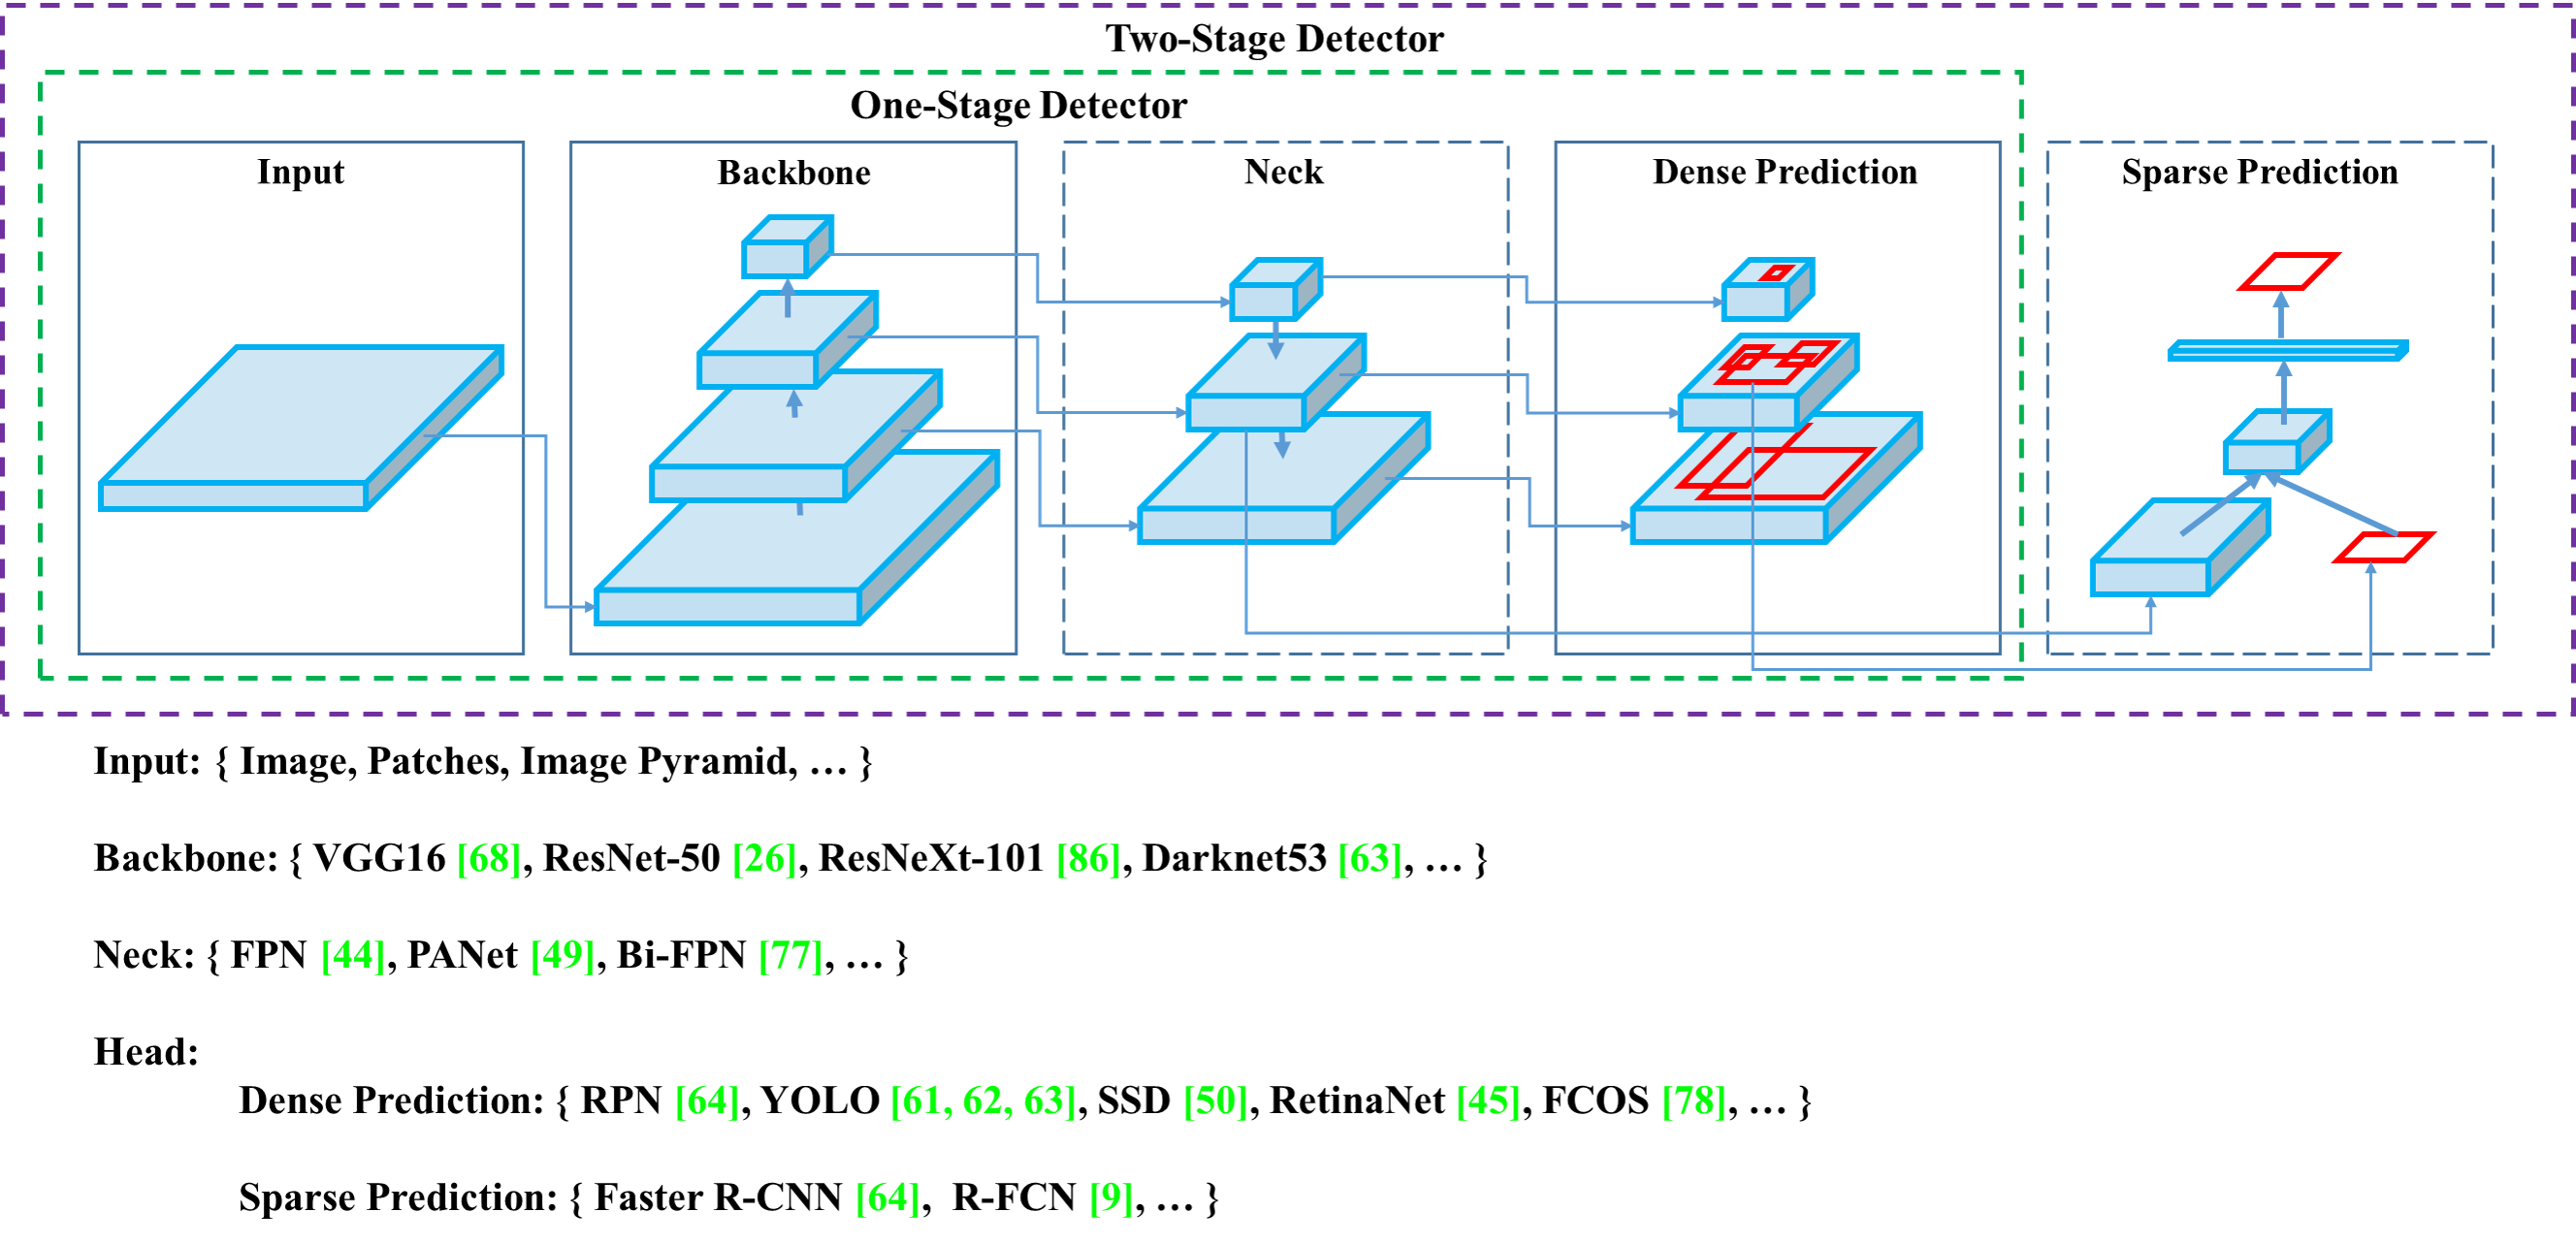 Two-Stage Detector
One-Stage Detector
Input
Backbone
Neck
Dense Prediction
Sparse Prediction
Input: { Image, Patches, Image Pyramid, … }
Backbone: { VGG16 [68], ResNet-50 [26], ResNeXt-101 [86], Darknet53 [63], … }
Neck: { FPN [44], PANet [49], Bi-FPN [77], … }
Head:
Dense Prediction: { RPN [64], YOLO [61, 62, 63], SSD [50], RetinaNet [45], FCOS [78], … }
Sparse Prediction: { Faster R-CNN [64], R-FCN [9], … }